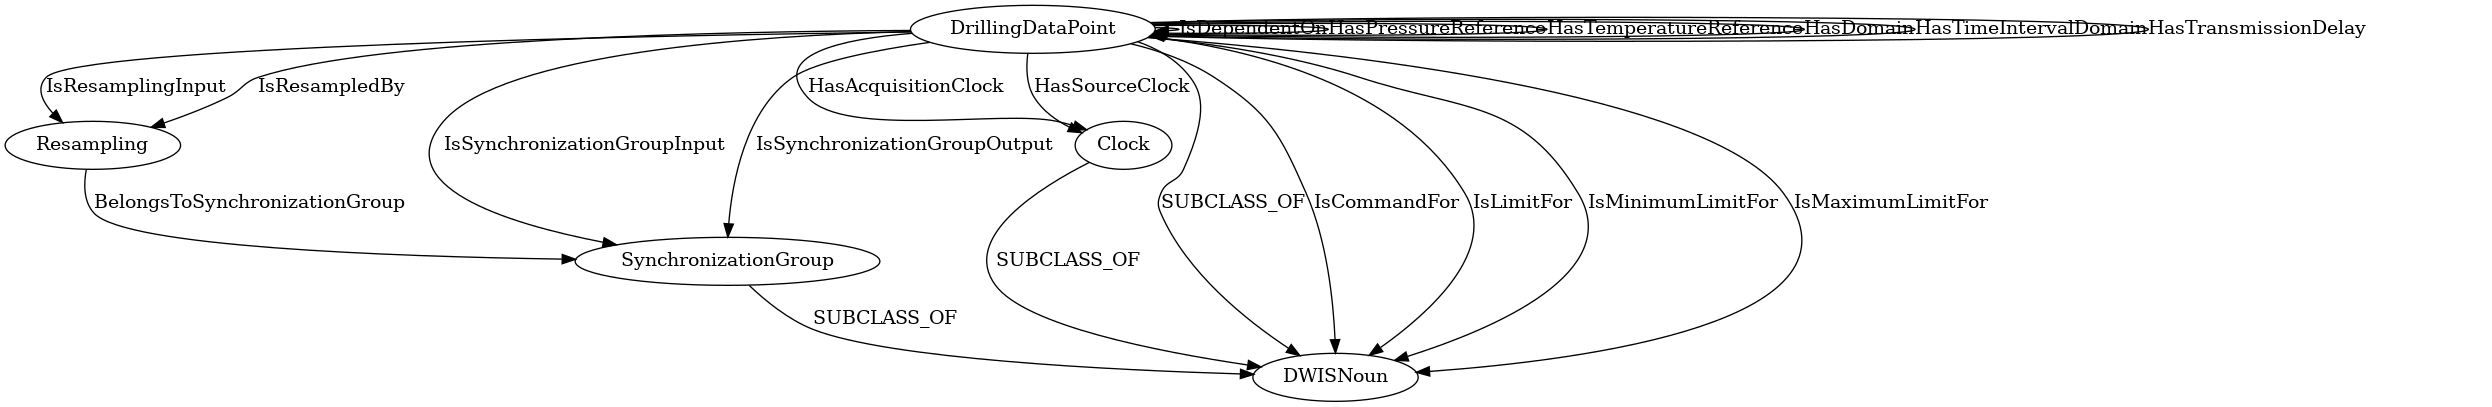 DrillingDataPoint
IsDependentOn
HasPressureReference
HasTemperatureReference
HasDomain
HasTimeIntervalDomain
HasTransmissionDelay
IsResamplingInput
IsResampledBy
HasAcquisitionClock
HasSourceClock
Resampling
IsSynchronizationGroupInput
IsSynchronizationGroupOutput
Clock
BelongsToSynchronizationGroup
SUBCLASS_OF
IsCommandFor
IsLimitFor
IsMinimumLimitFor
IsMaximumLimitFor
SynchronizationGroup
SUBCLASS_OF
SUBCLASS_OF
DWISNoun